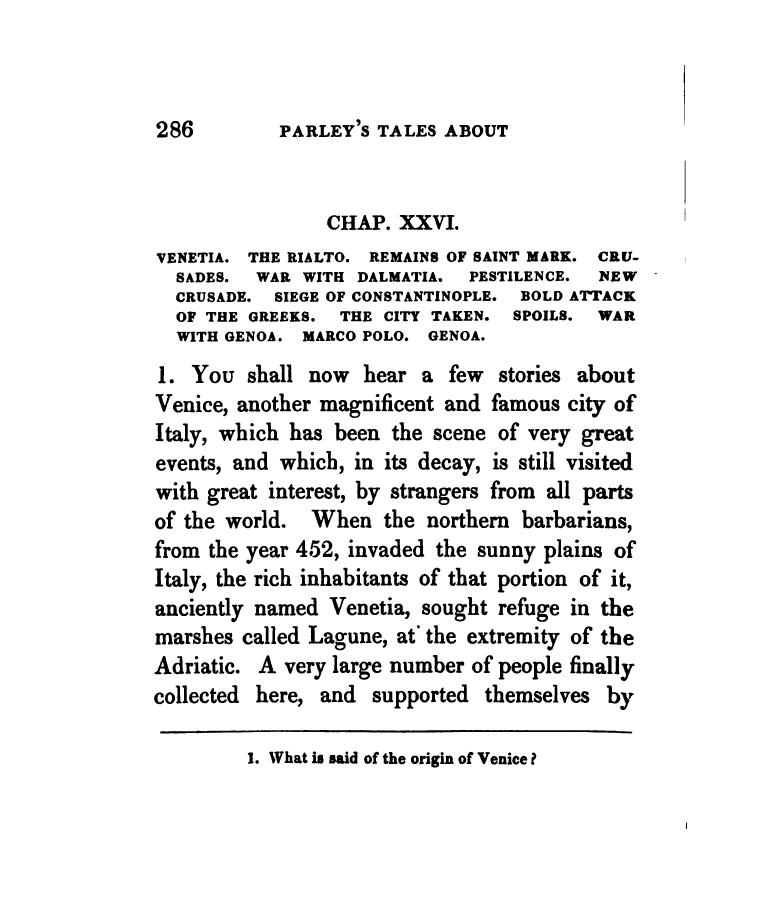 286 PARLEY'S TALES ABOUT
CHAP. XXVI.
VENETIA. THE RIALTO. REMAINS OF SAINT MARK. CRU-
SADES. WAR WITH DALMATIA. PESTILENCE. NEW
CRUSADE. SIEGE OF CONSTANTINOPLE. BOLD ATTACK
OF THE GREEKS. THE CITY TAKEN. SPOILS. WAR
WITH GENOA. MARCO POLO. GENOA.
1. YOU shall now hear a few stories about
Venice, another magnificent and famous city of
Italy, which has been the scene of very great
events, and which, in its decay, is still visited
with great interest, by strangers from all parts
of the world. When the northern barbarians,
from the year 452, invaded the sunny plains of
Italy, the rich inhabitants of that portion of it,
anciently named Venetia, sought refuge in the
marshes called Lagune, at the extremity of the
Adriatic. A very large number of people finally
collected here, and supported themselves by
1. What is said of the origin of Venice?